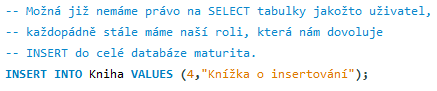 -- Možná již nemáme právo na SELECT tabulky jakožto uživatel,
-- každopádně stále máme naší roli, která nám dovoluje
-- INSERT do celé databáze maturita.
INSERT INTO Kniha VALUES (4,"Knížka o insertování");